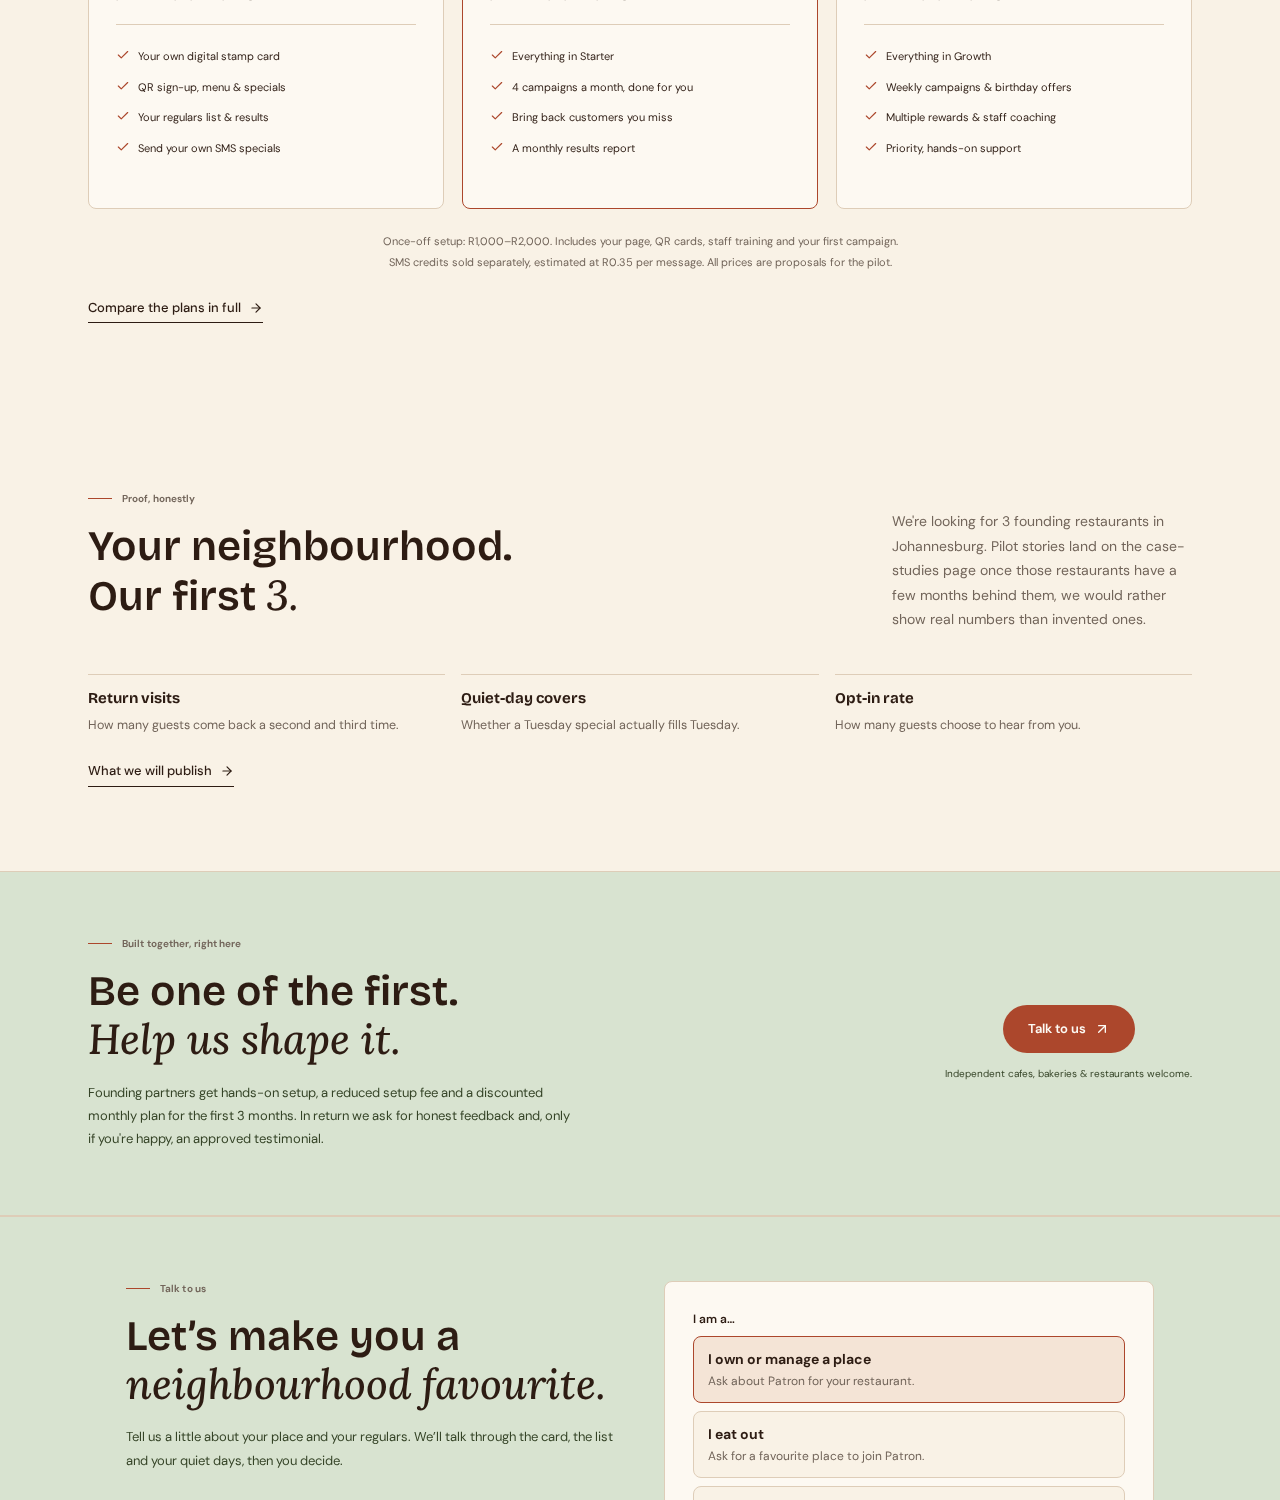 Your own digital stamp card
QR sign-up, menu & specials
Your regulars list & results
Send your own SMS specials
Everything in Starter
4 campaigns a month, done for you
Bring back customers you miss
A monthly results report
Everything in Growth
Weekly campaigns & birthday offers
Multiple rewards & staff coaching
Priority, hands-on support
Once-off setup: R1,000–R2,000. Includes your page, QR cards, staff training and your first campaign.
SMS credits sold separately, estimated at R0.35 per message. All prices are proposals for the pilot.
Compare the plans in full
Proof, honestly
Your neighbourhood.
Our first 3.
We're looking for 3 founding restaurants in
Johannesburg. Pilot stories land on the case-
studies page once those restaurants have a
few months behind them, we would rather
show real numbers than invented ones.
Return visits
How many guests come back a second and third time.
Quiet-day covers
Whether a Tuesday special actually fills Tuesday.
Opt-in rate
How many guests choose to hear from you.
What we will publish
Built together, right here
Be one of the first.
Help us shape it.
Founding partners get hands-on setup, a reduced setup fee and a discounted
monthly plan for the first 3 months. In return we ask for honest feedback and, only
if you're happy, an approved testimonial.
Talk to us
Independent cafes, bakeries & restaurants welcome.
Talk to us
Let’s make you a
neighbourhood favourite.
Tell us a little about your place and your regulars. We’ll talk through the card, the list
and your quiet days, then you decide.
I am a…
I own or manage a place
Ask about Patron for your restaurant.
I eat out
Ask for a favourite place to join Patron.